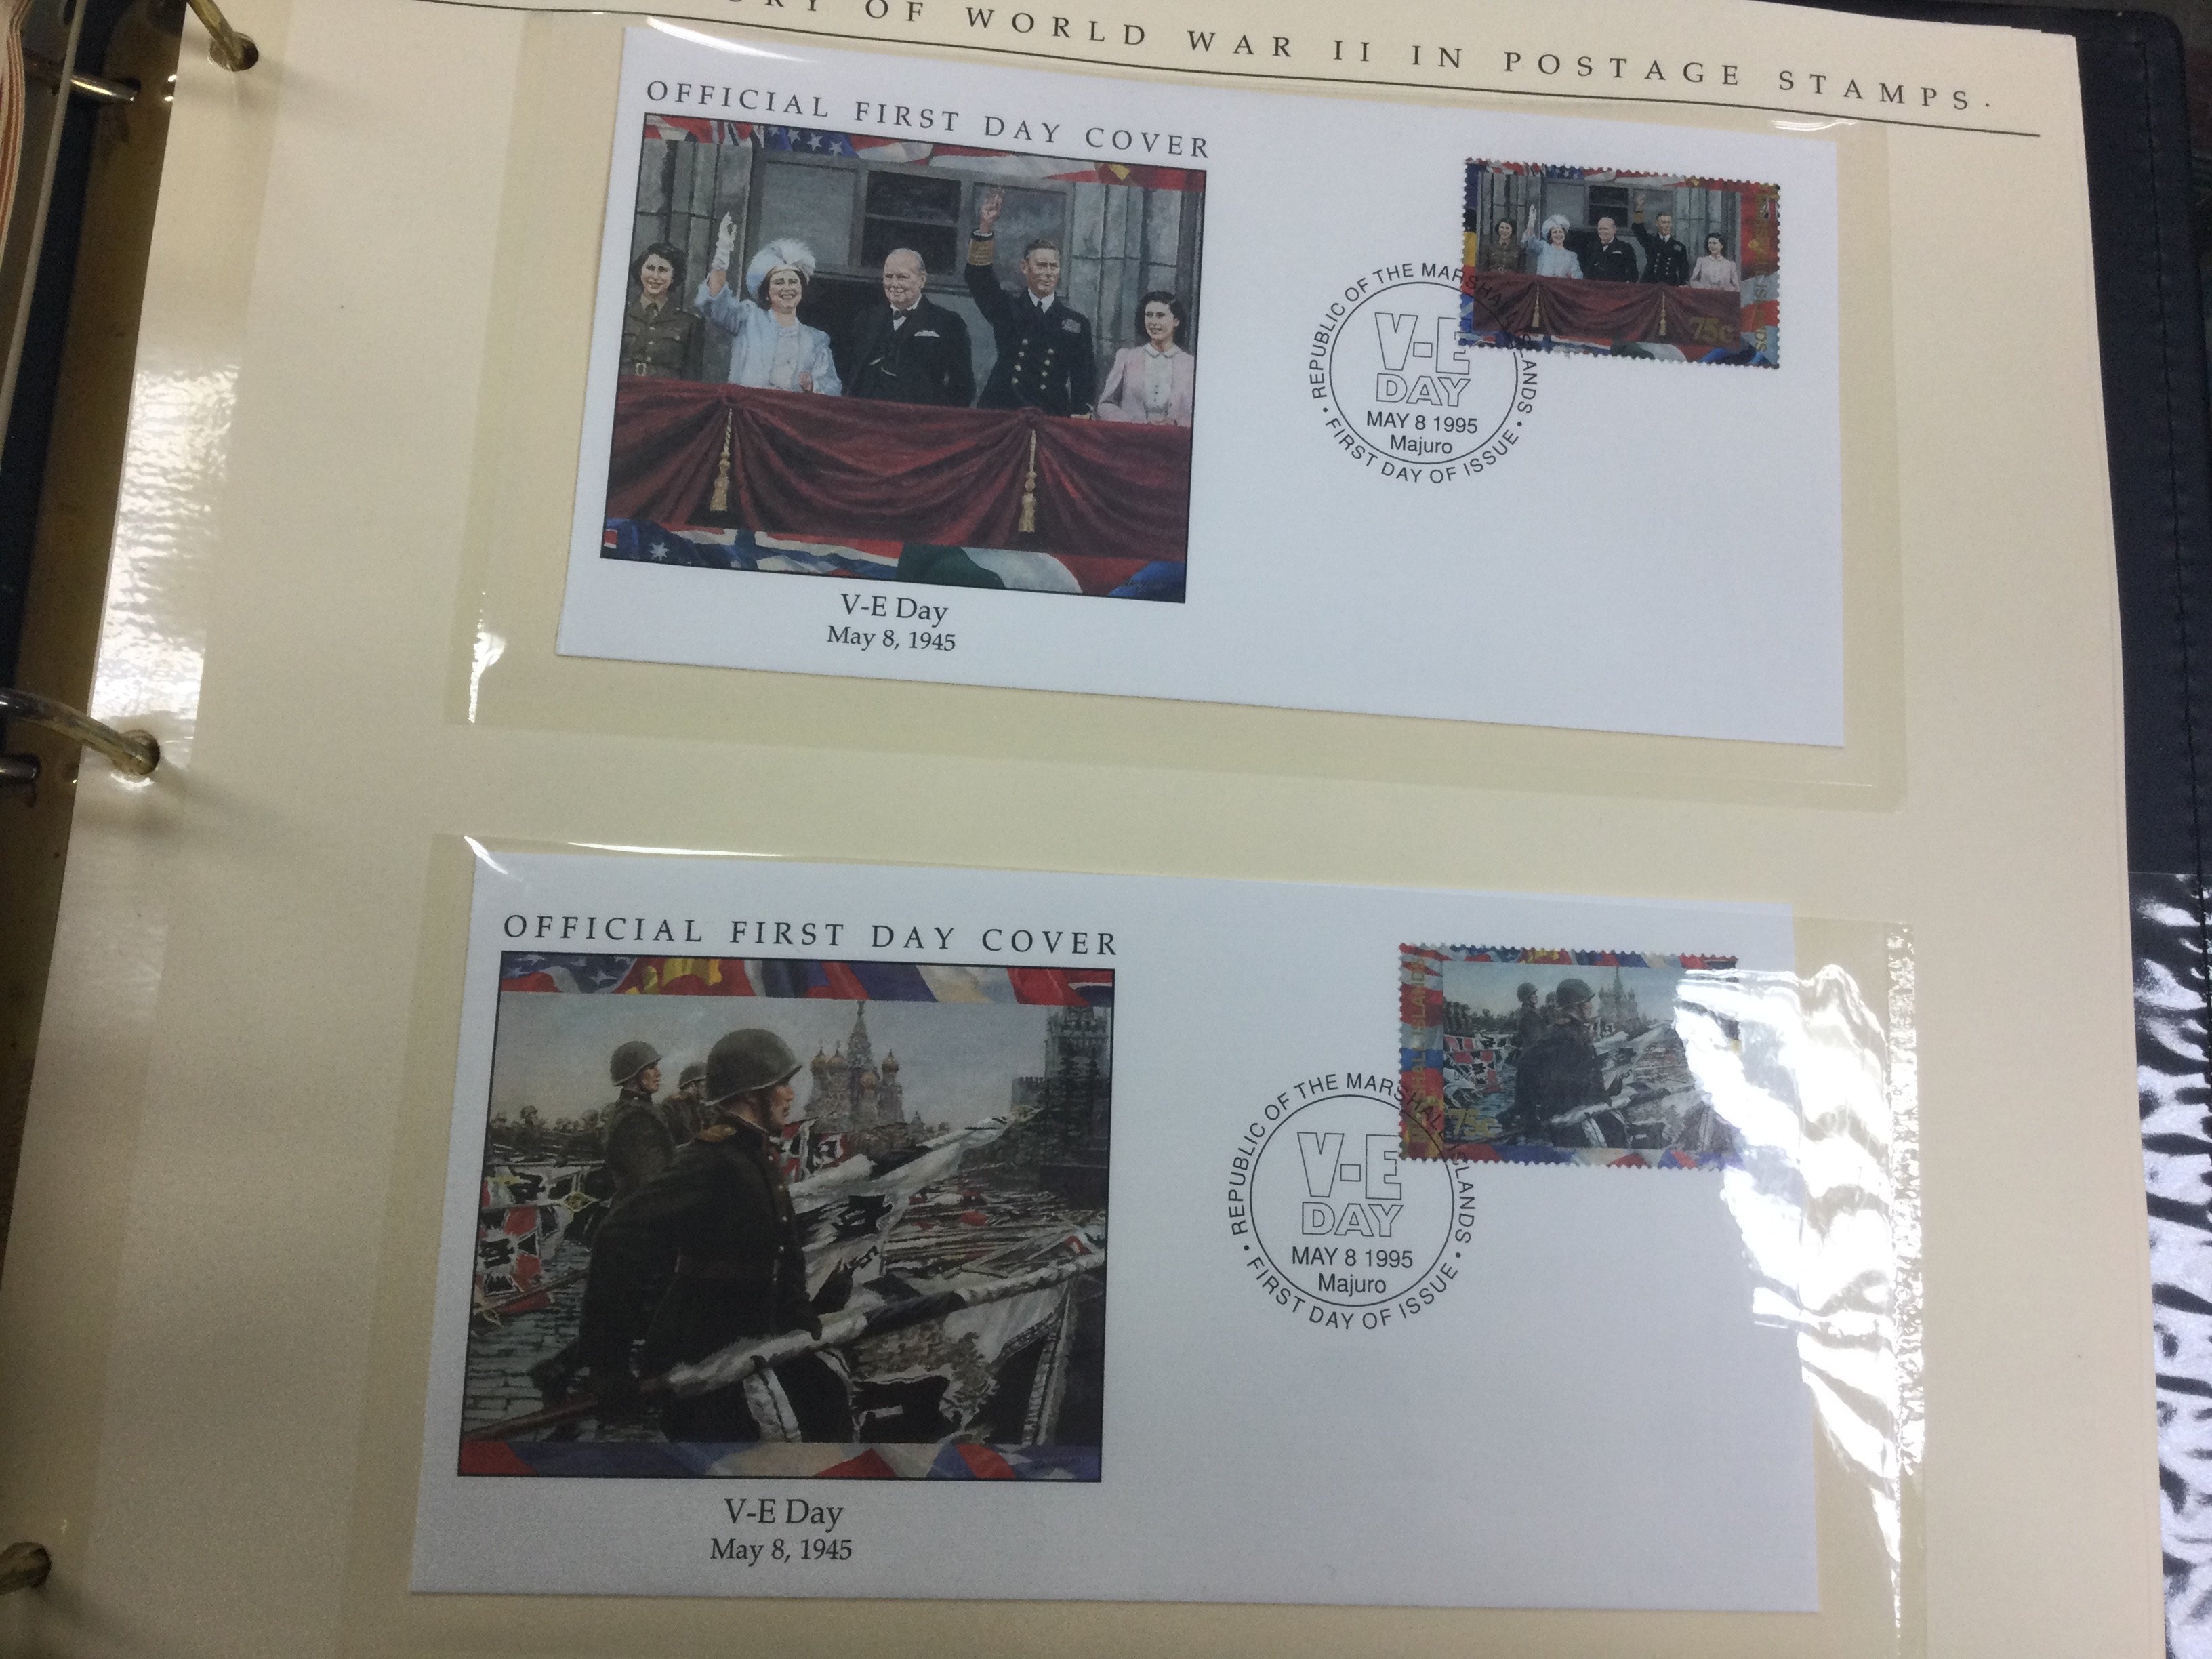 OF WORLD WAR II IN POSTAGE STAMPS.
OFFICIAL FIRST DAY COVER
75¢
REPUBLIC OF THE MARSHALL ISLANDS
V-E
DAY
MAY 8 1995
Majuro
• FIRST DAY OF ISSUE •
V-E Day
May 8, 1945
OFFICIAL FIRST DAY COVER
75¢
REPUBLIC OF THE MARSHALL ISLANDS
V-E
DAY
MAY 8 1995
Majuro
• FIRST DAY OF ISSUE •
V-E Day
May 8, 1945